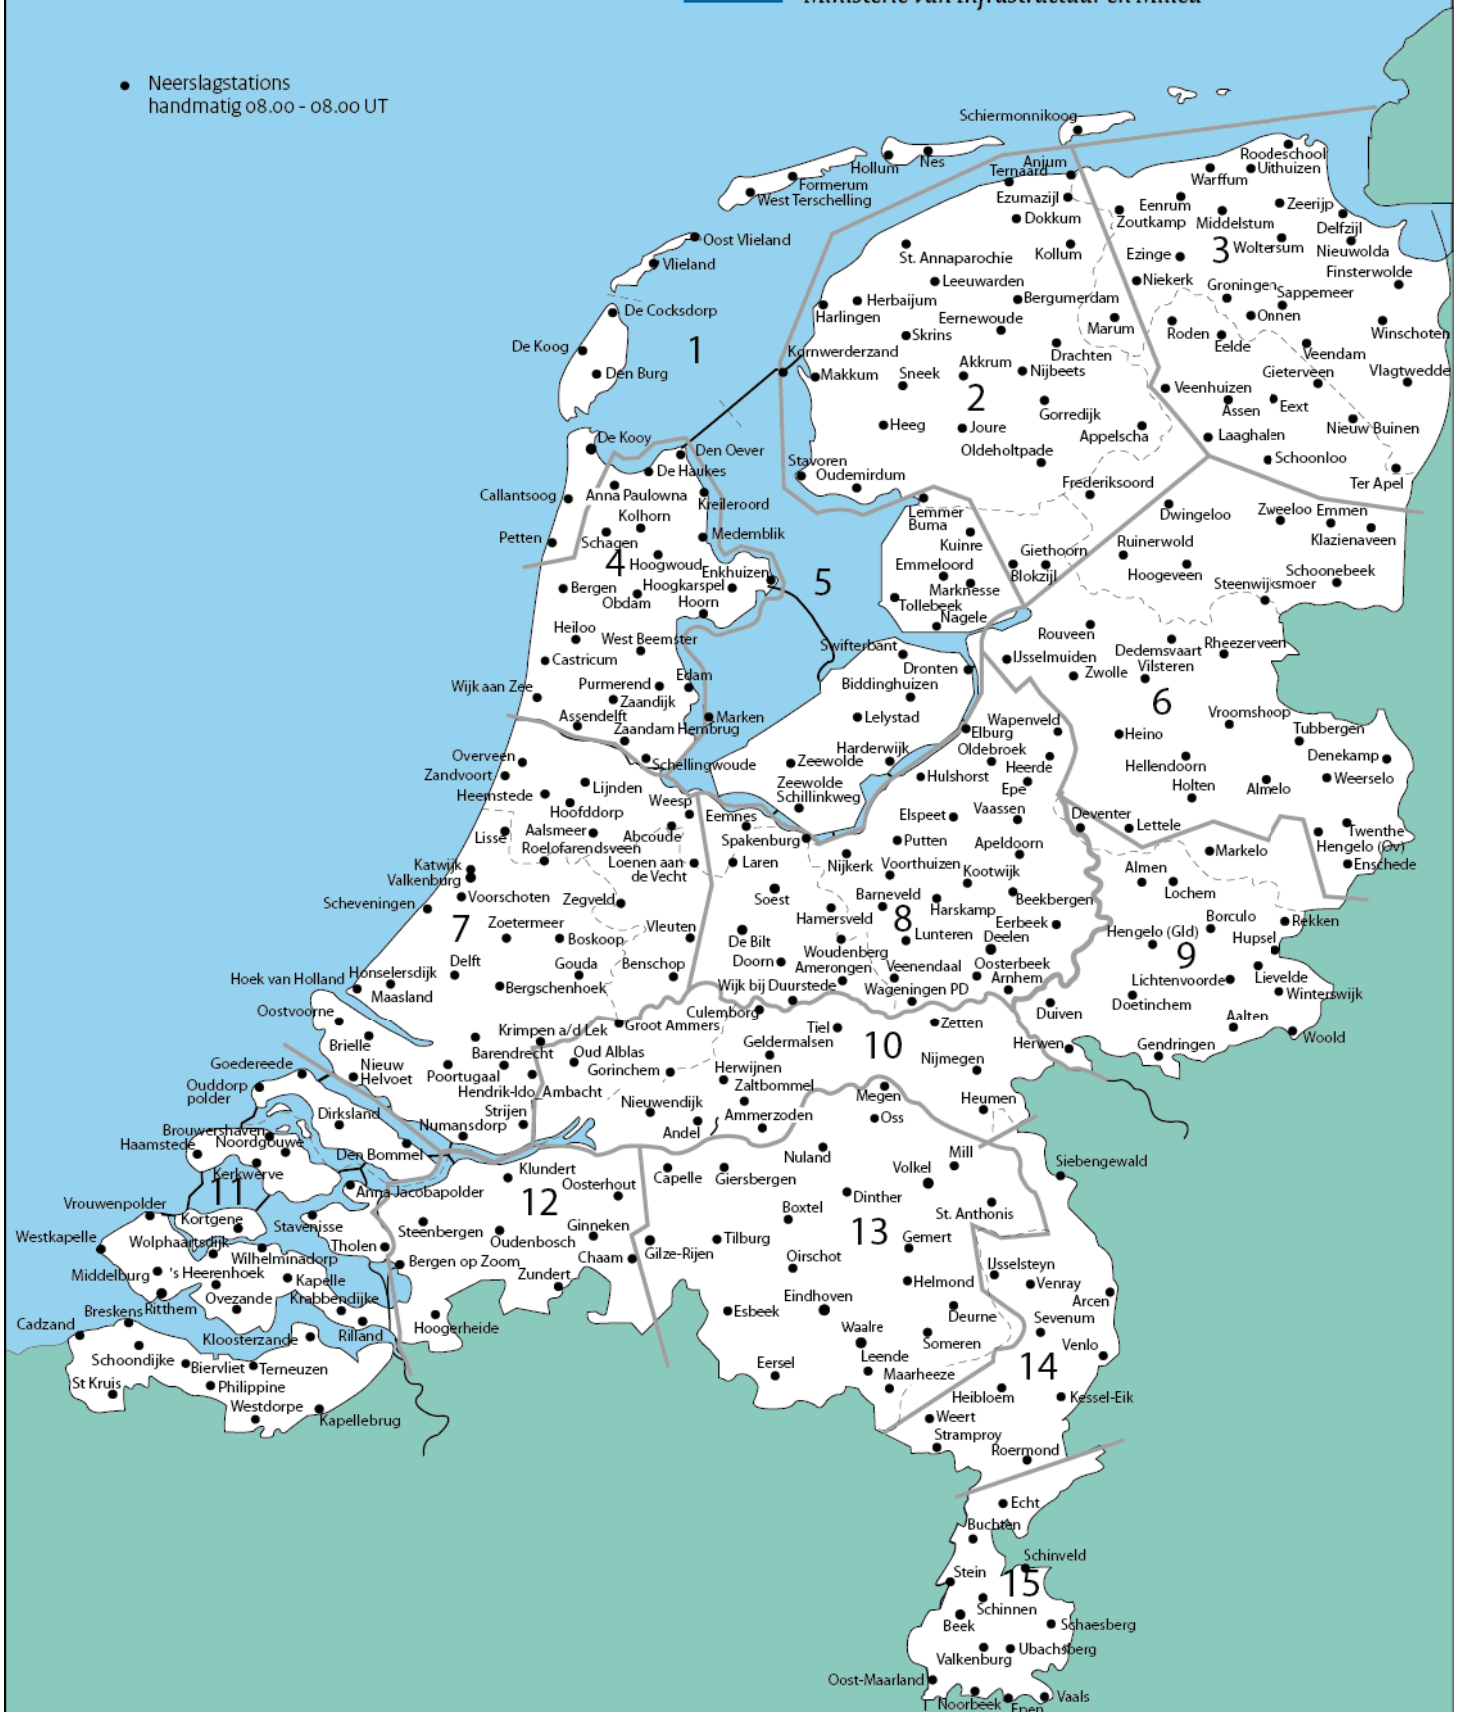 Ministerie van Infrastructuur en Milieu
Neerslagstations
handmatig 08.00 - 08.00 UT
Schiermonnikoog
Hollum
Nes
Formerum
West Terschelling
Oost Vlieland
Vlieland
De Cocksdorp
De Koog
Den Burg
1
De Kooy
Callantsoog
Petten
Anjum
Ternaard
Ezumazijl
Dokkum
St. Annaparochie
Kollum
Leeuwarden
Herbaijum
Bergumerdam
Harlingen
Eernewoude
Marum
Skrins
Kornwerderzand
Drachten
Makkum
Sneek
Akkrum
Nijbeets
2
Gorredijk
Heeg
Joure
Appelscha
Oldeholtpade
Stavoren
Oudemirdum
Frederiksoord
Roodeschool
Uithuizen
Warffum
Eenrum
Zoutkamp
Middelstum
Zeerijp
Delfzijl
Ezinge
3
Woltersum
Nieuwolda
Finsterwolde
Niekerk
Groningen
Sappemeer
Onnen
Roden
Eelde
Winschoten
Veendam
Gieterveen
Vlagtwedde
Veenhuizen
Assen
Eext
Laaghalen
Nieuw Buinen
Schoonloo
Ter Apel
Den Oever
De Haukes
Anna Paulowna
Kreileroord
Kolhorn
Schagen
Medemblik
4
Hoogwoud
Enkhuizen
Bergen
Hoogkarspel
Obdam
Hoorn
Heiloo
West Beemster
Castricum
Edam
Wijk aan Zee
Purmerend
Zaandijk
Assendelft
Zaandam Hembrug
Marken
Schellingwoude
5
Lemmer
Buma
Kuinre
Giethoorn
Emmeloord
Blokzijl
Marknesse
Tollebeek
Nagele
Swifterbant
Dronten
Biddinghuizen
Lelystad
Harderwijk
Zeewolde
Zeewolde
Schillinkweg
Dwingeloo
Zweeloo
Emmen
Klazienaveen
Ruinerwold
Hoogeveen
Schoonebeek
Steenwijksmoer
Rouveen
IJsselmuiden
Dedemsvaart
Rheezerveen
Zwolle
Vilsteren
6
Vroomshoop
Heino
Tubbergen
Denekamp
Hellendoorn
Weerselo
Holten
Almelo
Deventer
Lettele
Twenthe
Hengelo (Ov)
Enschede
Overveen
Zandvoort
Heemstede
Lijnden
Hoofddorp
Weesp
Lisse
Aalsmeer
Abcoude
Roelofarendsveen
Loenen aan
de Vecht
Katwijk
Valkenburg
Voorschoten
Zegveld
Scheveningen
7
Zoetermeer
Boskoop
Vleuten
Delft
Gouda
Benschop
Hoek van Holland
Honselersdijk
Maasland
Bergschenhoek
Oostvoorne
Krimpen a/d Lek
Brielle
Barendrecht
Nieuw
Helvoet
Poortugaal
Hendrik-Ido_Ambacht
Strijen
Numansdorp
Wapenveld
Elburg
Oldebroek
Heerde
Hulshorst
Epe
Eemnes
Elspeet
Vaassen
Spakenburg
Putten
Apeldoorn
Laren
Nijkerk
Voorthuizen
Kootwijk
Soest
Barneveld
Beekbergen
Hamersveld
8
Harskamp
Eerbeek
De Bilt
Woudenberg
Lunteren
Deelen
Doorn
Amerongen
Veenendaal
Oosterbeek
Wijk bij Duurstede
Wageningen PD
Arnhem
Almen
Markelo
Lochem
Borculo
Rekken
Hengelo (Gld)
Hupsel
9
Lichtenvoorde
Lievelde
Doetinchem
Winterswijk
Duiven
Aalten
Herwen
Gendringen
Woold
Culemborg
Groot Ammers
Tiel
Zetten
Geldermalsen
10
Oud Alblas
Gorinchem
Herwijnen
Nijmegen
Zaltbommel
Nieuwendijk
Megen
Heumen
Ammerzoden
Andel
Goedereede
Ouddorp
polder
Dirksland
Brouwershaven
Haamstede
Noordgouwe
Den Bommel
Kerkwerve
11
Anna Jacobapolder
Vrouwenpolder
Kortgene
Stavenisse
Westkapelle
Wolphaartsdijk
Tholen
Wilhelminadorp
Middelburg
's Heerenhoek
Kapelle
Ovezande
Krabbendijke
Breskens
Ritthem
Cadzand
Kloosterzande
Rilland
Schoondijke
Biervliet
Terneuzen
St Kruis
Philippine
Westdorpe
Kapellebrug
Klundert
12
Oosterhout
Steenbergen
Ginneken
Oudenbosch
Bergen op Zoom
Chaam
Zundert
Hoogerheide
Oss
Nuland
Mill
Volkel
Capelle
Giersbergen
Dinther
Boxtel
St. Anthonis
13
Gilze-Rijen
Tilburg
Gemert
Oirschot
Helmond
Eindhoven
Esbeek
Deurne
Waalre
Someren
Leende
Eersel
Maarheeze
Siebengewald
IJsselsteyn
Venray
Arcen
Sevenum
Venlo
14
Heibloem
Kessel-Eik
Weert
Stramproy
Roermond
Echt
Buchten
Schinveld
Stein
15
Schinnen
Beek
Schaesberg
Ubachsberg
Valkenburg
Oost-Maarland
Noorbeek
Epen
Vaals